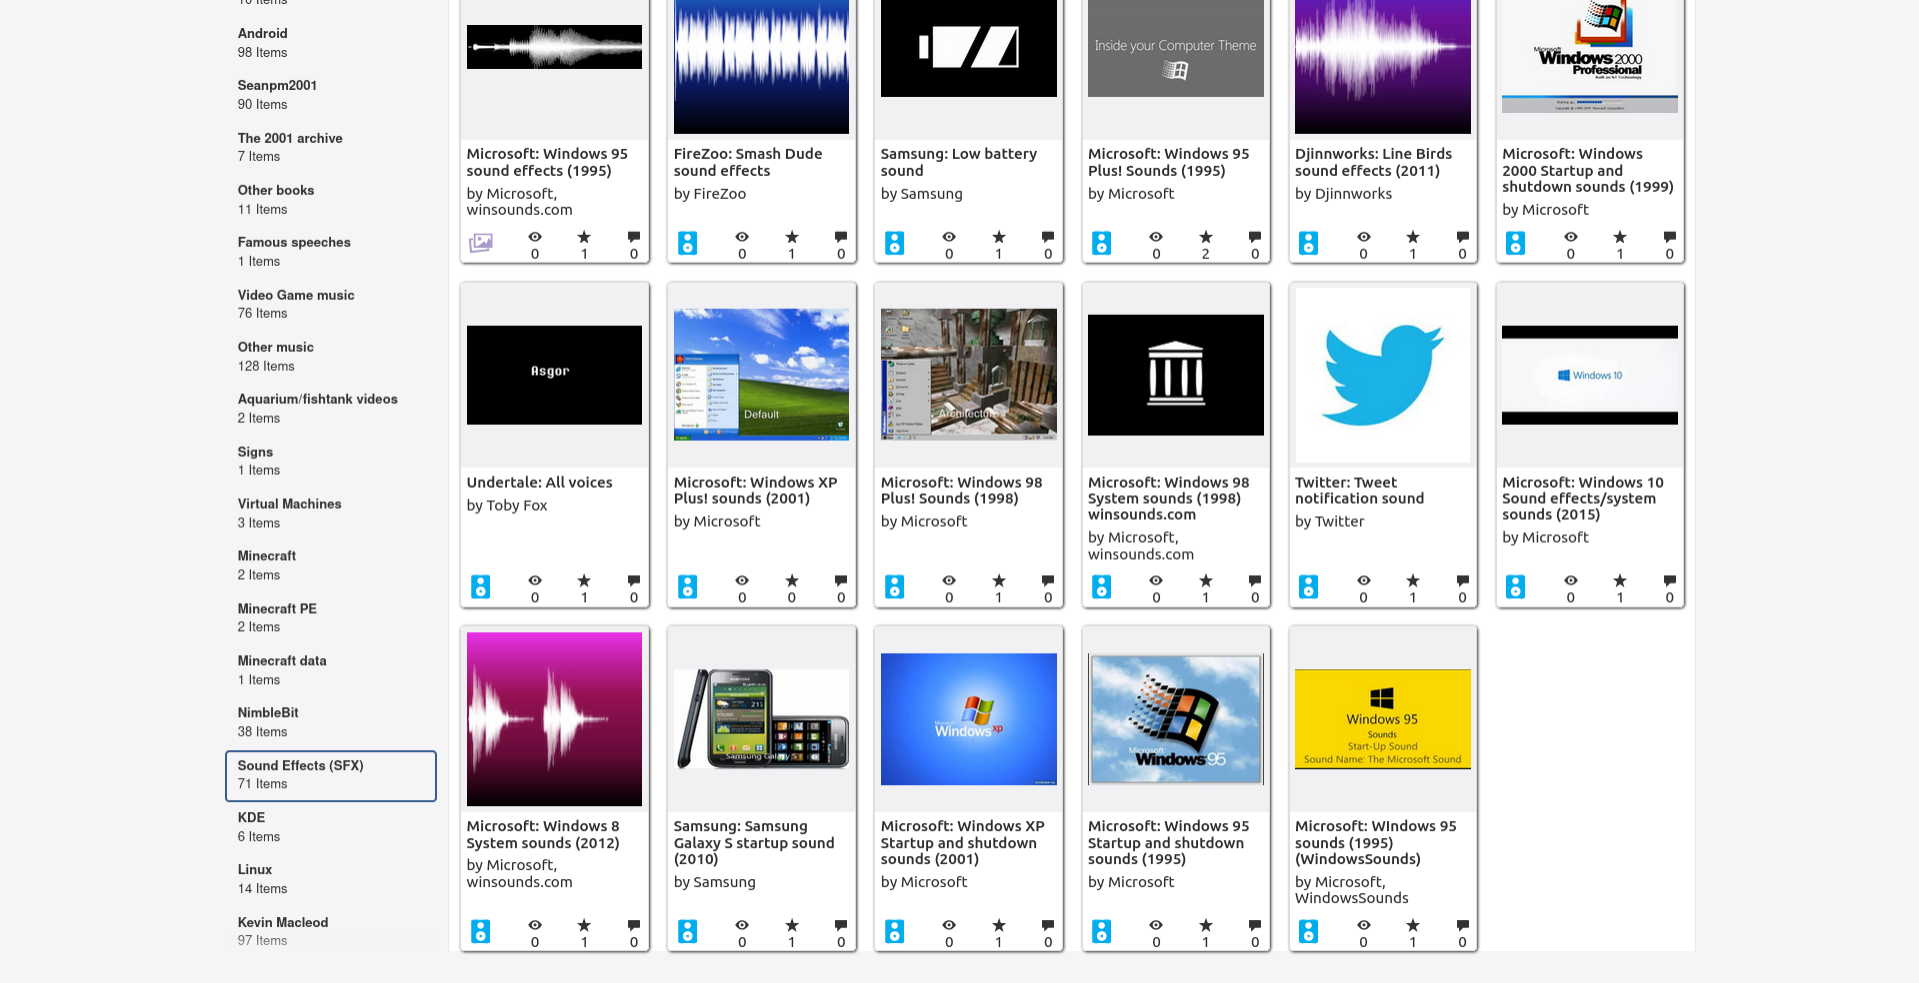 10 Items
Android
98 Items
Seanpm2001
90 Items
The 2001 archive
7 Items
Other books
11 Items
Famous speeches
1 Items
Video Game music
76 Items
Other music
128 Items
Aquarium/fishtank videos
2 Items
Signs
1 Items
Virtual Machines
3 Items
Minecraft
2 Items
Minecraft PE
2 Items
Minecraft data
1 Items
NimbleBit
38 Items
Sound Effects (SFX)
71 Items
KDE
6 Items
Linux
14 Items
Kevin Macleod
97 Items
Microsoft: Windows 95
sound effects (1995)
by Microsoft,
winsounds.com
0 1 0
FireZoo: Smash Dude
sound effects
by FireZoo
0 1 0
Samsung: Low battery
sound
by Samsung
0 1 0
Inside your Computer Theme
Microsoft: Windows 95
Plus! Sounds (1995)
by Microsoft
0 2 0
Djinnworks: Line Birds
sound effects (2011)
by Djinnworks
0 1 0
Microsoft
Windows 2000
Professional
Built on NT Technology
Microsoft: Windows
2000 Startup and
shutdown sounds (1999)
by Microsoft
0 1 0
Asgor
Undertale: All voices
by Toby Fox
0 1 0
Default
Microsoft: Windows XP
Plus! sounds (2001)
by Microsoft
0 0 0
Architecture
Microsoft: Windows 98
Plus! Sounds (1998)
by Microsoft
0 1 0
Microsoft: Windows 98
System sounds (1998)
winsounds.com
by Microsoft,
winsounds.com
0 1 0
Twitter: Tweet
notification sound
by Twitter
0 1 0
Windows 10
Microsoft: Windows 10
Sound effects/system
sounds (2015)
by Microsoft
0 1 0
Microsoft: Windows 8
System sounds (2012)
by Microsoft,
winsounds.com
0 1 0
Samsung Galaxy S
Samsung: Samsung
Galaxy S startup sound
(2010)
by Samsung
0 1 0
Microsoft
Windows xp
Microsoft: Windows XP
Startup and shutdown
sounds (2001)
by Microsoft
0 1 0
Microsoft
Windows 95
Microsoft: Windows 95
Startup and shutdown
sounds (1995)
by Microsoft
0 1 0
Windows 95
Sounds
Start-Up Sound
Sound Name: The Microsoft Sound
Microsoft: WIndows 95
sounds (1995)
(WindowsSounds)
by Microsoft,
WindowsSounds
0 1 0